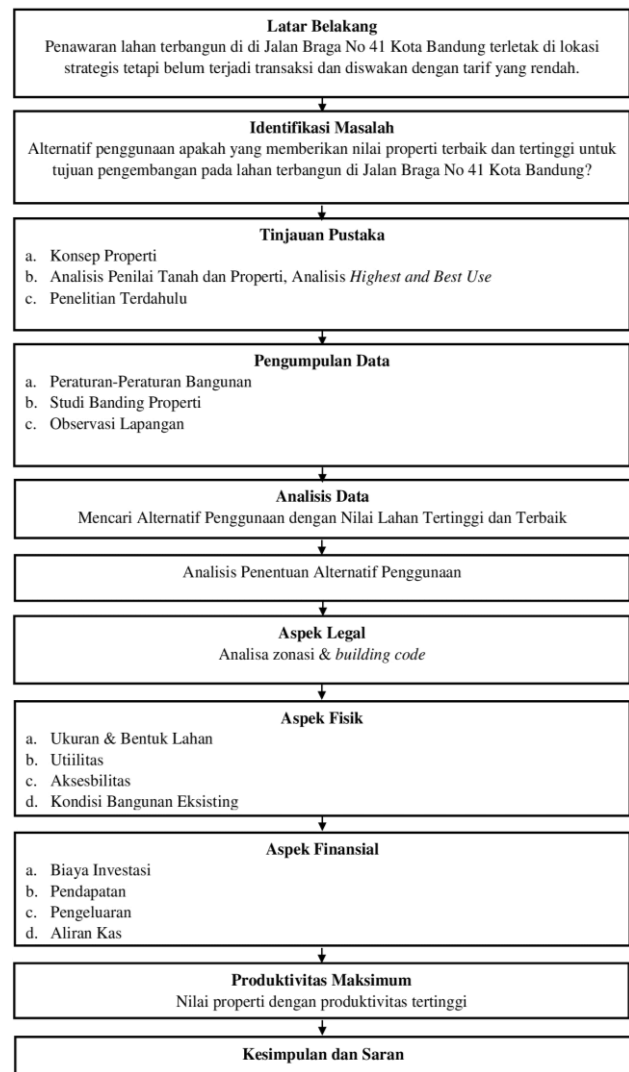 Latar Belakang
Penawaran lahan terbangun di di Jalan Braga No 41 Kota Bandung terletak di lokasi
strategis tetapi belum terjadi transaksi dan diswakan dengan tarif yang rendah.
Identifikasi Masalah
Alternatif penggunaan apakah yang memberikan nilai properti terbaik dan tertinggi untuk
tujuan pengembangan pada lahan terbangun di Jalan Braga No 41 Kota Bandung?
Tinjauan Pustaka
a. Konsep Properti
b. Analisis Penilai Tanah dan Properti, Analisis Highest and Best Use
c. Penelitian Terdahulu
Pengumpulan Data
a. Peraturan-Peraturan Bangunan
b. Studi Banding Properti
c. Observasi Lapangan
Analisis Data
Mencari Alternatif Penggunaan dengan Nilai Lahan Tertinggi dan Terbaik
Analisis Penentuan Alternatif Penggunaan
Aspek Legal
Analisa zonasi & building code
Aspek Fisik
a. Ukuran & Bentuk Lahan
b. Utiilitas
c. Aksesbilitas
d. Kondisi Bangunan Eksisting
Aspek Finansial
a. Biaya Investasi
b. Pendapatan
c. Pengeluaran
d. Aliran Kas
Produktivitas Maksimum
Nilai properti dengan produktivitas tertinggi
Kesimpulan dan Saran